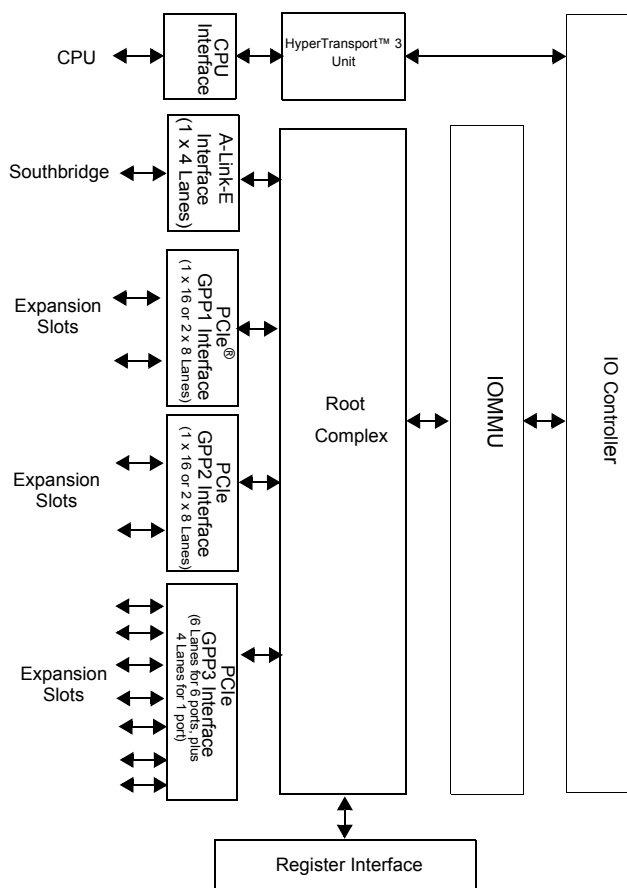 CPU
CPU
Interface
HyperTransport™ 3
Unit
Southbridge
A-Link-E
Interface
(1 x 4 Lanes)
Expansion
Slots
PCIe®
GPP1 Interface
(1 x 16 or 2 x 8 Lanes)
Expansion
Slots
PCIe
GPP2 Interface
(1 x 16 or 2 x 8 Lanes)
Expansion
Slots
PCIe
GPP3 Interface
(6 Lanes for 6 ports, plus
4 Lanes for 1 port)
Root
Complex
IOMMU
IO Controller
Register Interface